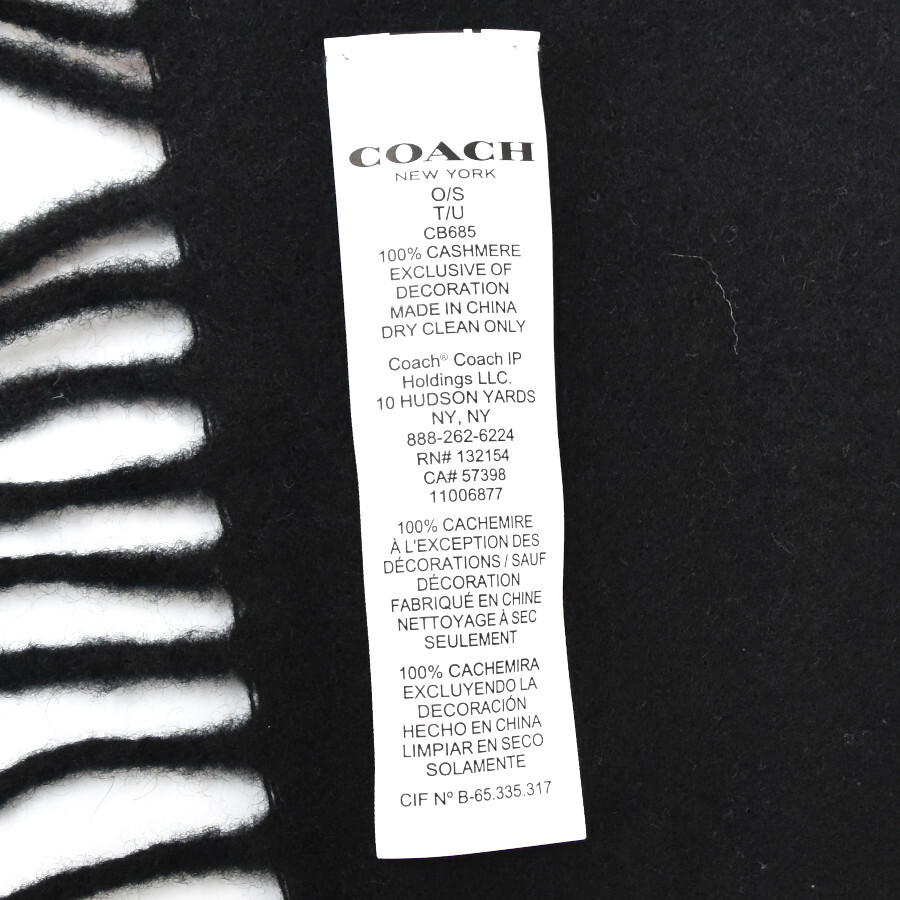 COACH
NEW YORK
O/S
T/U
CB685
100% CASHMERE
EXCLUSIVE OF
DECORATION
MADE IN CHINA
DRY CLEAN ONLY
Coach® Coach IP
Holdings LLC.
10 HUDSON YARDS
NY, NY
888-262-6224
RN# 132154
CA# 57398
11006877
100% CACHEMIRE
À L'EXCEPTION DES
DÉCORATIONS / SAUF
DÉCORATION
FABRIQUÉ EN CHINE
NETTOYAGE À SEC
SEULEMENT
100% CACHEMIRA
EXCLUYENDO LA
DECORACIÓN
HECHO EN CHINA
LIMPIAR EN SECO
SOLAMENTE
CIF Nº B-65.335.317